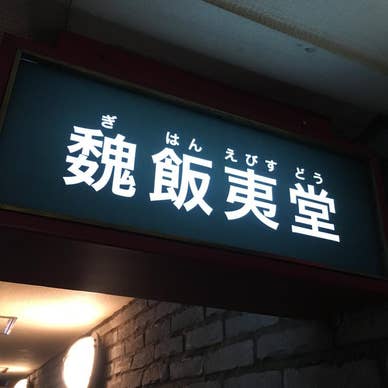 ぎ はん えびす どう
魏飯夷堂